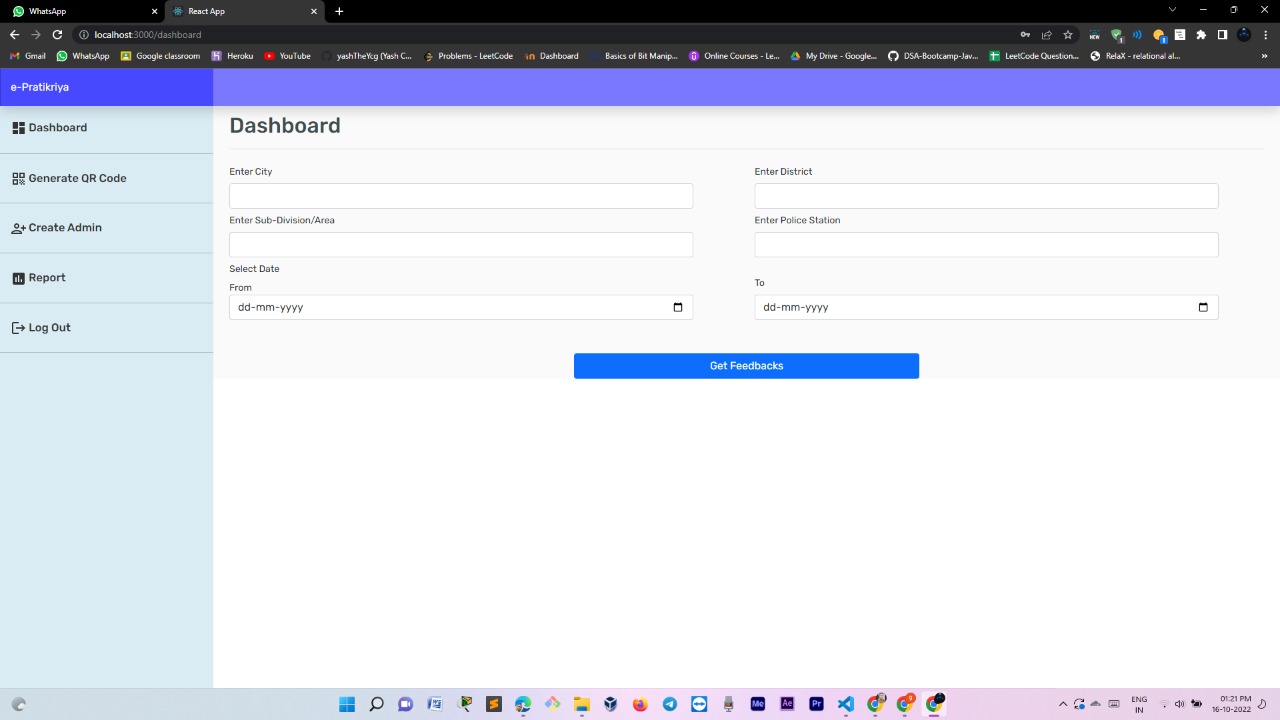 WhatsApp
React App
localhost:3000/dashboard
Gmail
WhatsApp
Google classroom
Heroku
YouTube
yashTheYcg (Yash C...
Problems - LeetCode
Dashboard
Basics of Bit Manip...
Online Courses - Le...
My Drive - Google...
DSA-Bootcamp-Jav...
LeetCode Question...
RelaX - relational al...
e-Pratikriya
Dashboard
Generate QR Code
Create Admin
Report
Log Out
Dashboard
Enter City
Enter District
Enter Sub-Division/Area
Enter Police Station
Select Date
From
To
dd-mm-yyyy
dd-mm-yyyy
Get Feedbacks
Me
Ae
Pr
ENG
IN
01:21 PM
16-10-2022